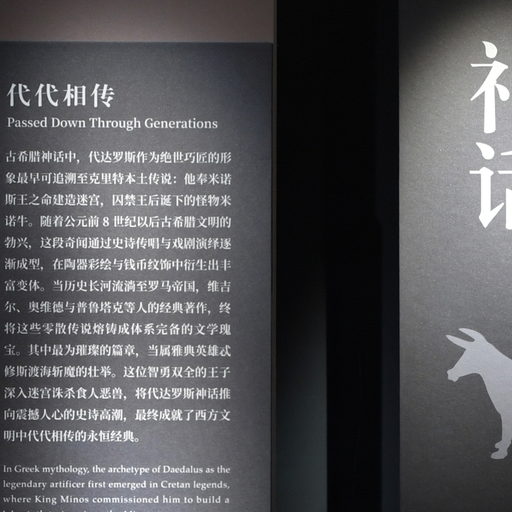 代代相传
Passed Down Through Generations
古希腊神话中，代达罗斯作为绝世巧匠的形
象最早可追溯至克里特本土传说：他奉米诺
斯王之命建造迷宫，囚禁王后诞下的怪物米
诺牛。随着公元前 8 世纪以后古希腊文明的
勃兴，这段奇闻通过史诗传唱与戏剧演绎逐
渐成型，在陶器彩绘与钱币纹饰中衍生出丰
富变体。当历史长河流淌至罗马帝国，维吉
尔、奥维德与普鲁塔克等人的经典著作，终
将这些零散传说熔铸成体系完备的文学瑰
宝。其中最为璀璨的篇章，当属雅典英雄忒
修斯渡海斩魔的壮举。这位智勇双全的王子
深入迷宫诛杀食人恶兽，将代达罗斯神话推
向震撼人心的史诗高潮，最终成就了西方文
明中代代相传的永恒经典。
In Greek mythology, the archetype of Daedalus as the
legendary artificer first emerged in Cretan legends,
where King Minos commissioned him to build a
神
话